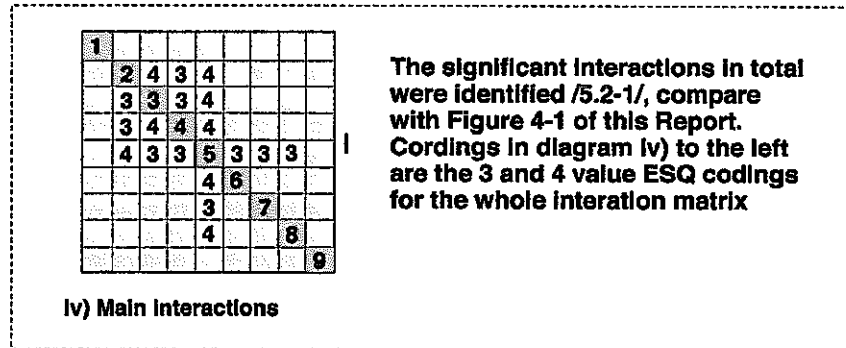 1
2 4 3 4
3 3 3 4
3 4 4 4
4 3 3 5 3 3 3
4 6
3 7
4 8
9
Iv) Main Interactions
The significant Interactions in total
were identified /5.2-1/, compare
with Figure 4-1 of this Report.
Cordings in diagram Iv) to the left
are the 3 and 4 value ESQ codings
for the whole interation matrix